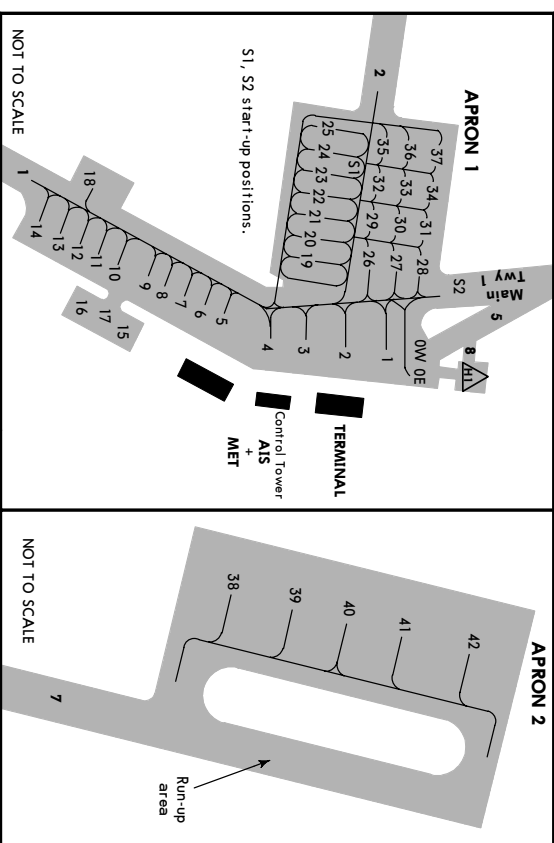 APRON 1
2
37
36
35
34
33
32
31
30
29
28
27
26
25
24
23
22
21
20
19
S1
S2
Main
Twy 1
5
8
H1
0W 0E
1
2
3
4
5
6
7
8
9
10
11
12
13
14
15
17
16
18
1
S1, S2 start-up positions.
NOT TO SCALE
TERMINAL
Control Tower
AIS
+
MET
APRON 2
42
41
40
39
38
7
Run-up
area
NOT TO SCALE